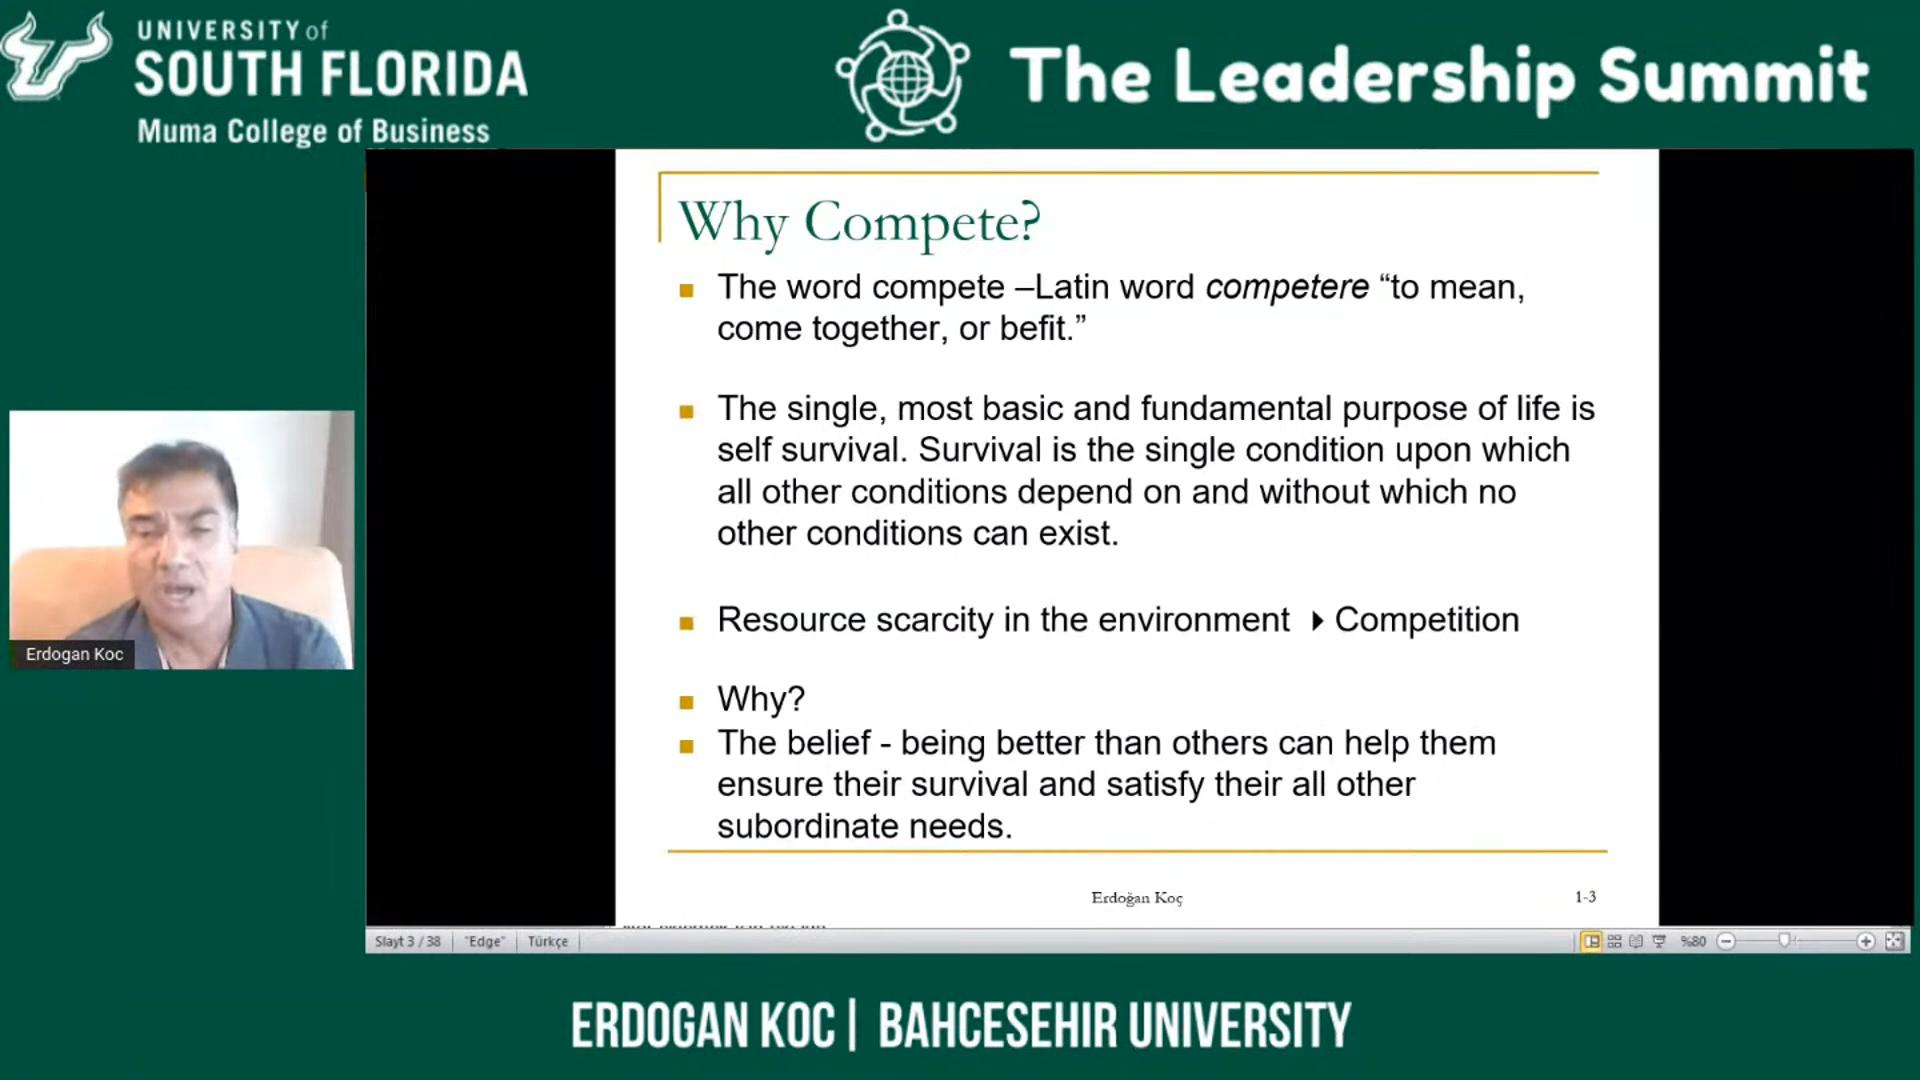 UNIVERSITY of
SOUTH FLORIDA
Muma College of Business
The Leadership Summit
Why Compete?
The word compete –Latin word competere “to mean,
come together, or befit.”
The single, most basic and fundamental purpose of life is
self survival. Survival is the single condition upon which
all other conditions depend on and without which no
other conditions can exist.
Resource scarcity in the environment Competition
Why?
The belief - being better than others can help them
ensure their survival and satisfy their all other
subordinate needs.
Erdoğan Koç
1-3
Erdogan Koc
Slayt 3 / 38 "Edge" Türkçe %80
ERDOGAN KOC | BAHCESEHIR UNIVERSITY